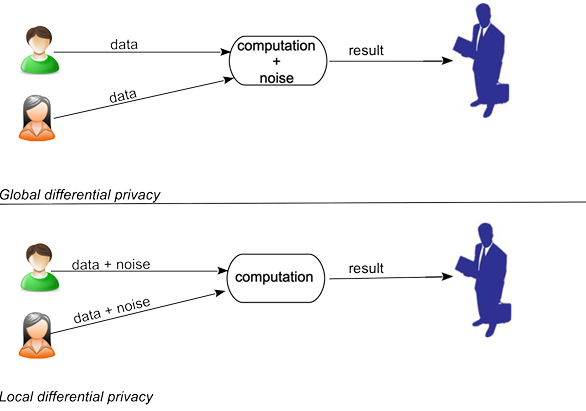 data
computation
+
noise
result
data
Global differential privacy
data + noise
computation
result
data + noise
Local differential privacy